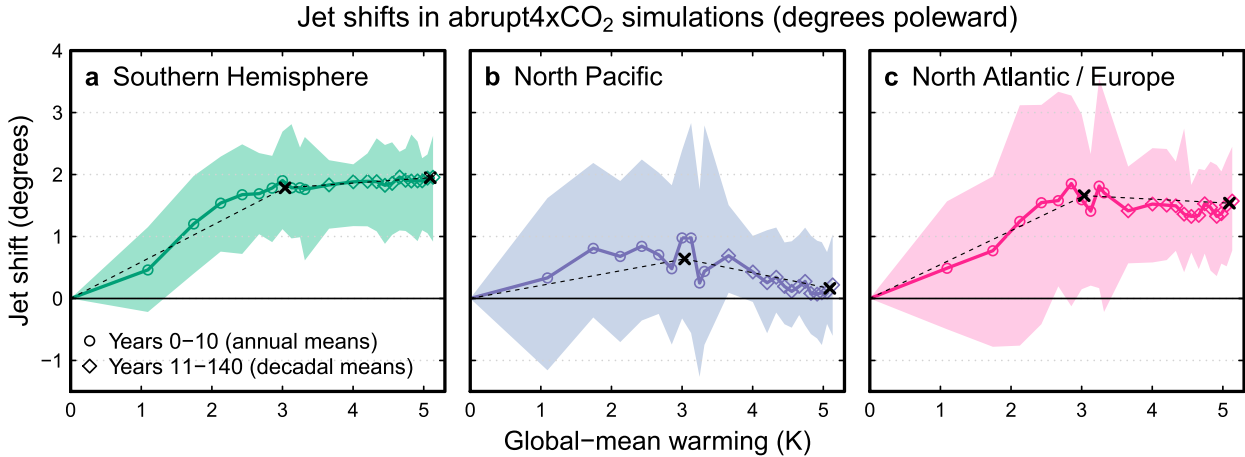 Jet shifts in abrupt4xCO₂ simulations (degrees poleward)
a Southern Hemisphere
b North Pacific
c North Atlantic / Europe
Jet shift (degrees)
4
3
2
1
0
−1
Years 0−10 (annual means)
Years 11−140 (decadal means)
0 1 2 3 4 5
0 1 2 3 4 5
0 1 2 3 4 5
Global−mean warming (K)